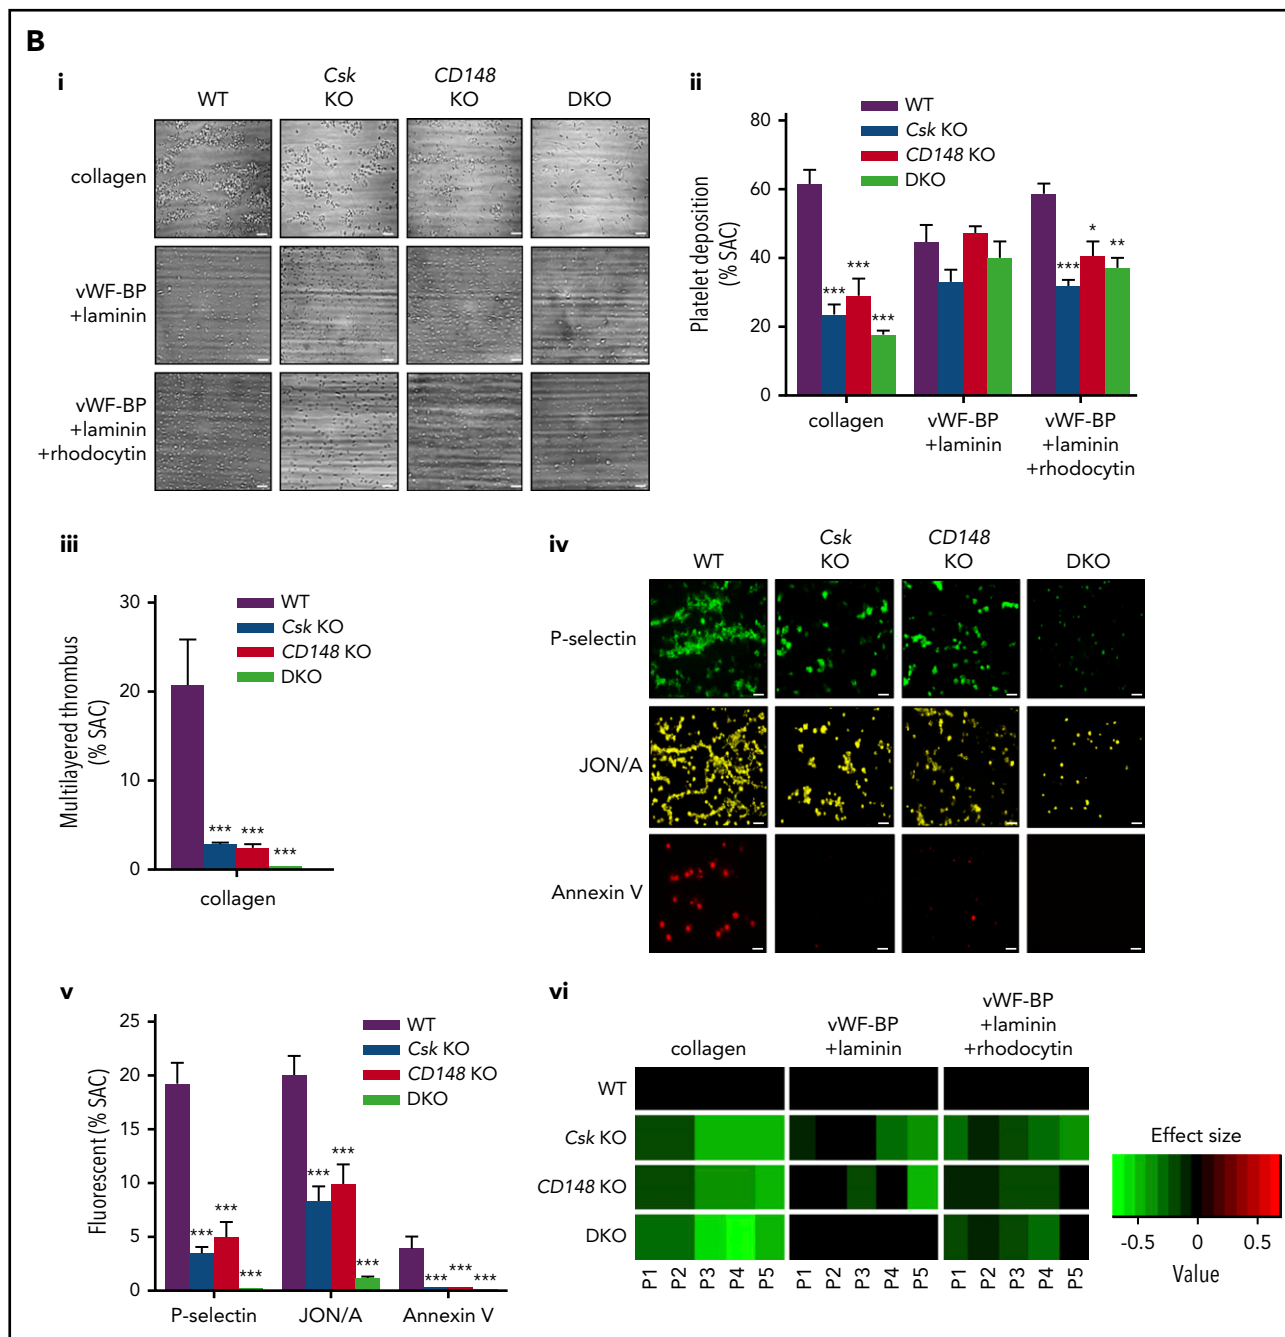 B
i
WT
Csk
KO
CD148
KO
DKO
collagen
vWF-BP
+laminin
vWF-BP
+laminin
+rhodocytin
ii
WT
Csk KO
CD148 KO
DKO
Platelet deposition
(% SAC)
80
60
40
20
0
***
***
***
***
*
**
collagen
vWF-BP
+laminin
vWF-BP
+laminin
+rhodocytin
iii
WT
Csk KO
CD148 KO
DKO
Multilayered thrombus
(% SAC)
30
20
10
0
***
***
***
collagen
iv
WT
Csk
KO
CD148
KO
DKO
P-selectin
JON/A
Annexin V
v
WT
Csk KO
CD148 KO
DKO
Fluorescent (% SAC)
25
20
15
10
5
0
***
***
***
***
***
***
***
***
***
P-selectin
JON/A
Annexin V
vi
collagen
vWF-BP
+laminin
vWF-BP
+laminin
+rhodocytin
WT
Csk KO
CD148 KO
DKO
P1 P2 P3 P4 P5
P1 P2 P3 P4 P5
P1 P2 P3 P4 P5
Effect size
-0.5 0 0.5
Value